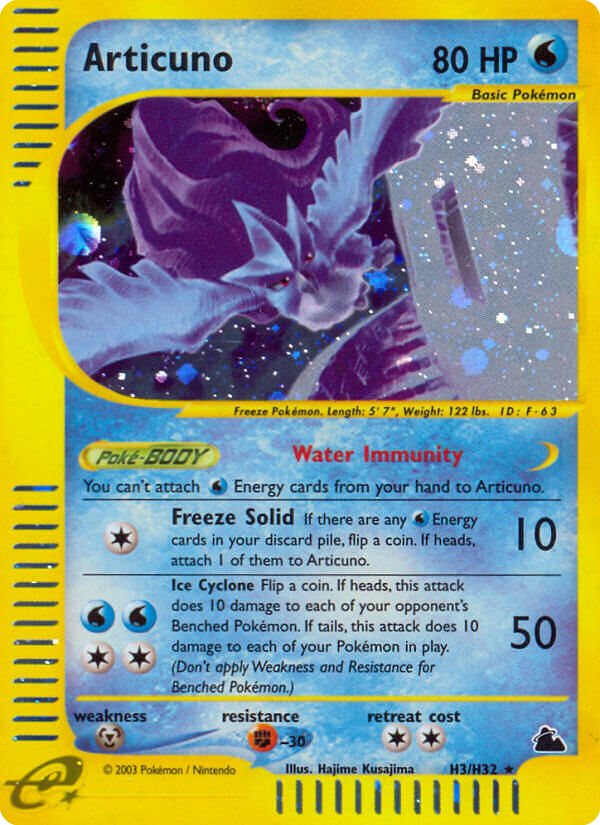 Articuno 80 HP
Basic Pokémon
Freeze Pokémon. Length: 5' 7", Weight: 122 lbs. ID: F-63
Poké-BODY Water Immunity
You can't attach Energy cards from your hand to Articuno.
Freeze Solid If there are any Energy
cards in your discard pile, flip a coin. If heads,
attach 1 of them to Articuno.
10
Ice Cyclone Flip a coin. If heads, this attack
does 10 damage to each of your opponent's
Benched Pokémon. If tails, this attack does 10
damage to each of your Pokémon in play.
(Don't apply Weakness and Resistance for
Benched Pokémon.)
50
weakness resistance retreat cost
-30
© 2003 Pokémon / Nintendo Illus. Hajime Kusajima H3/H32 ★
e